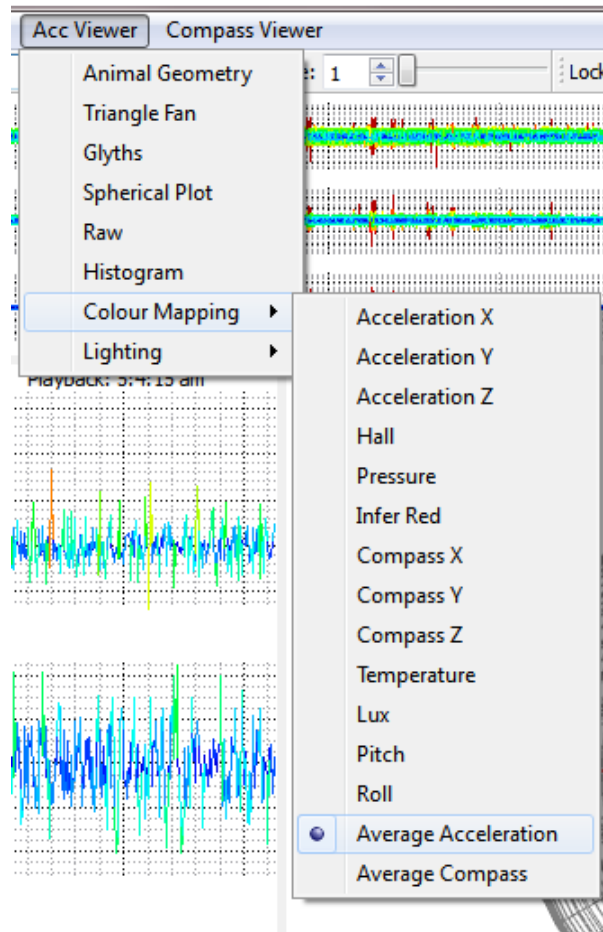 Acc Viewer Compass Viewer
: 1 Lock
Animal Geometry
Triangle Fan
Glyths
Spherical Plot
Raw
Histogram
Colour Mapping
Lighting
Playback: 5:4:15 am
Acceleration X
Acceleration Y
Acceleration Z
Hall
Pressure
Infer Red
Compass X
Compass Y
Compass Z
Temperature
Lux
Pitch
Roll
Average Acceleration
Average Compass